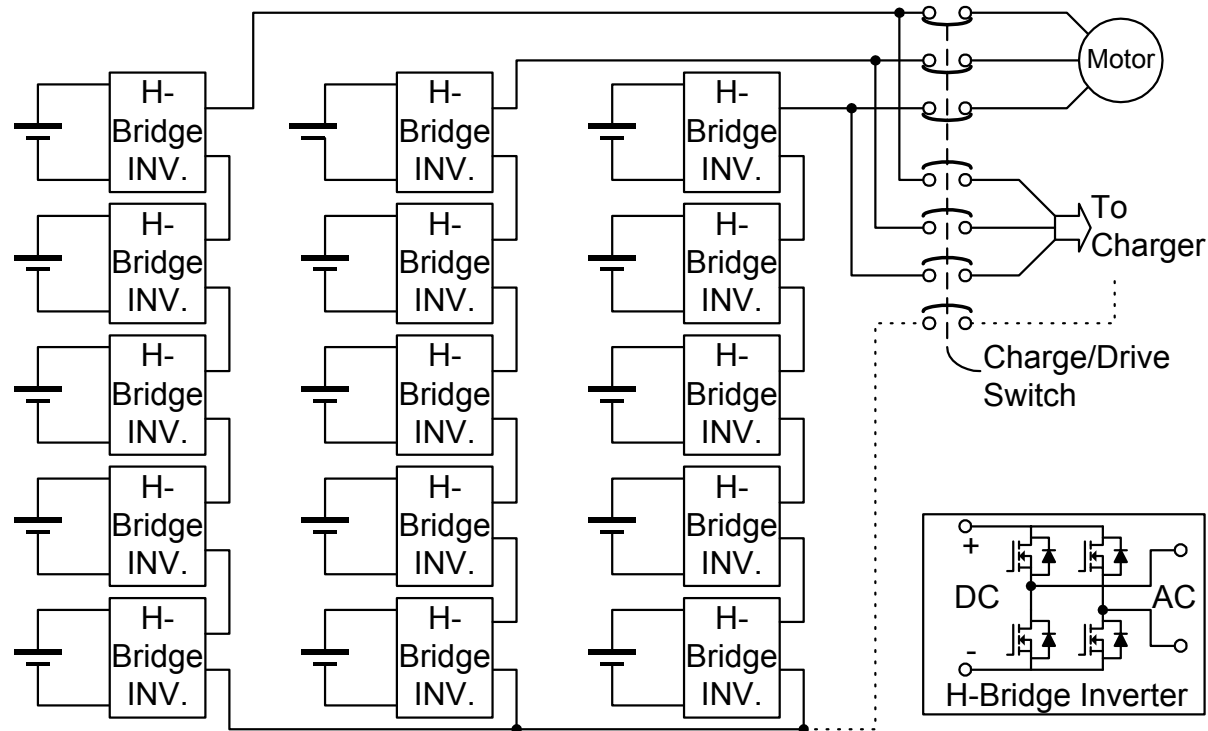 H-
Bridge
INV.
H-
Bridge
INV.
H-
Bridge
INV.
Motor
H-
Bridge
INV.
H-
Bridge
INV.
H-
Bridge
INV.
To
Charger
H-
Bridge
INV.
H-
Bridge
INV.
H-
Bridge
INV.
Charge/Drive
Switch
H-
Bridge
INV.
H-
Bridge
INV.
H-
Bridge
INV.
H-
Bridge
INV.
H-
Bridge
INV.
H-
Bridge
INV.
+
DC AC
-
H-Bridge Inverter